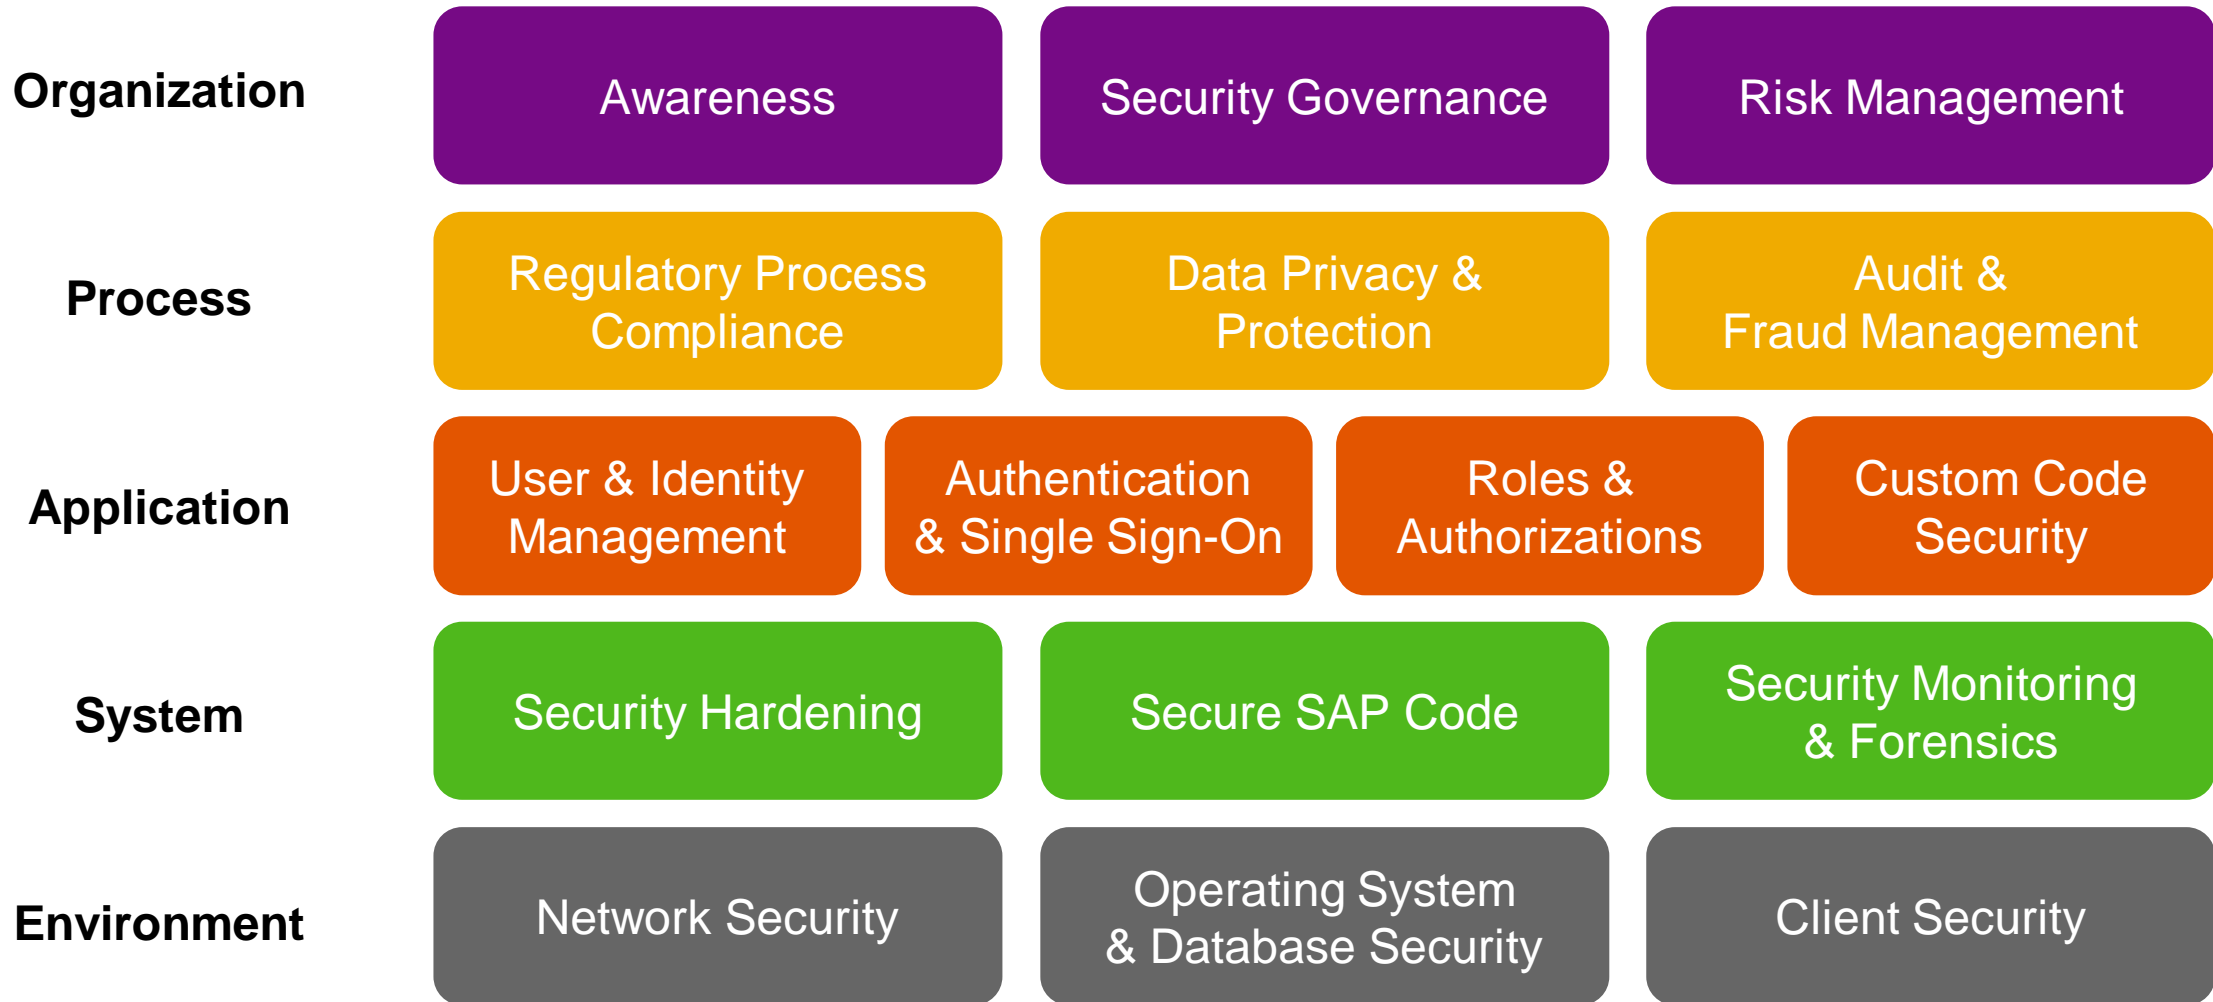 Organization
Awareness
Security Governance
Risk Management
Process
Regulatory Process
Compliance
Data Privacy &
Protection
Audit &
Fraud Management
Application
User & Identity
Management
Authentication
& Single Sign-On
Roles &
Authorizations
Custom Code
Security
System
Security Hardening
Secure SAP Code
Security Monitoring
& Forensics
Environment
Network Security
Operating System
& Database Security
Client Security